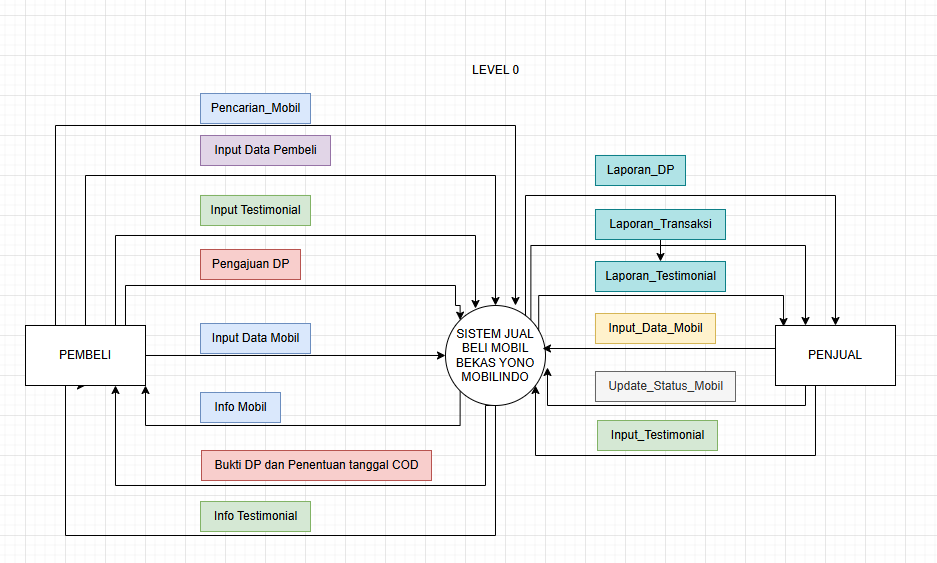 LEVEL 0
Pencarian_Mobil
Input Data Pembeli
Input Testimonial
Pengajuan DP
Input Data Mobil
Info Mobil
Bukti DP dan Penentuan tanggal COD
Info Testimonial
PEMBELI
SISTEM JUAL
BELI MOBIL
BEKAS YONO
MOBILINDO
Laporan_DP
Laporan_Transaksi
Laporan_Testimonial
Input_Data_Mobil
Update_Status_Mobil
Input_Testimonial
PENJUAL